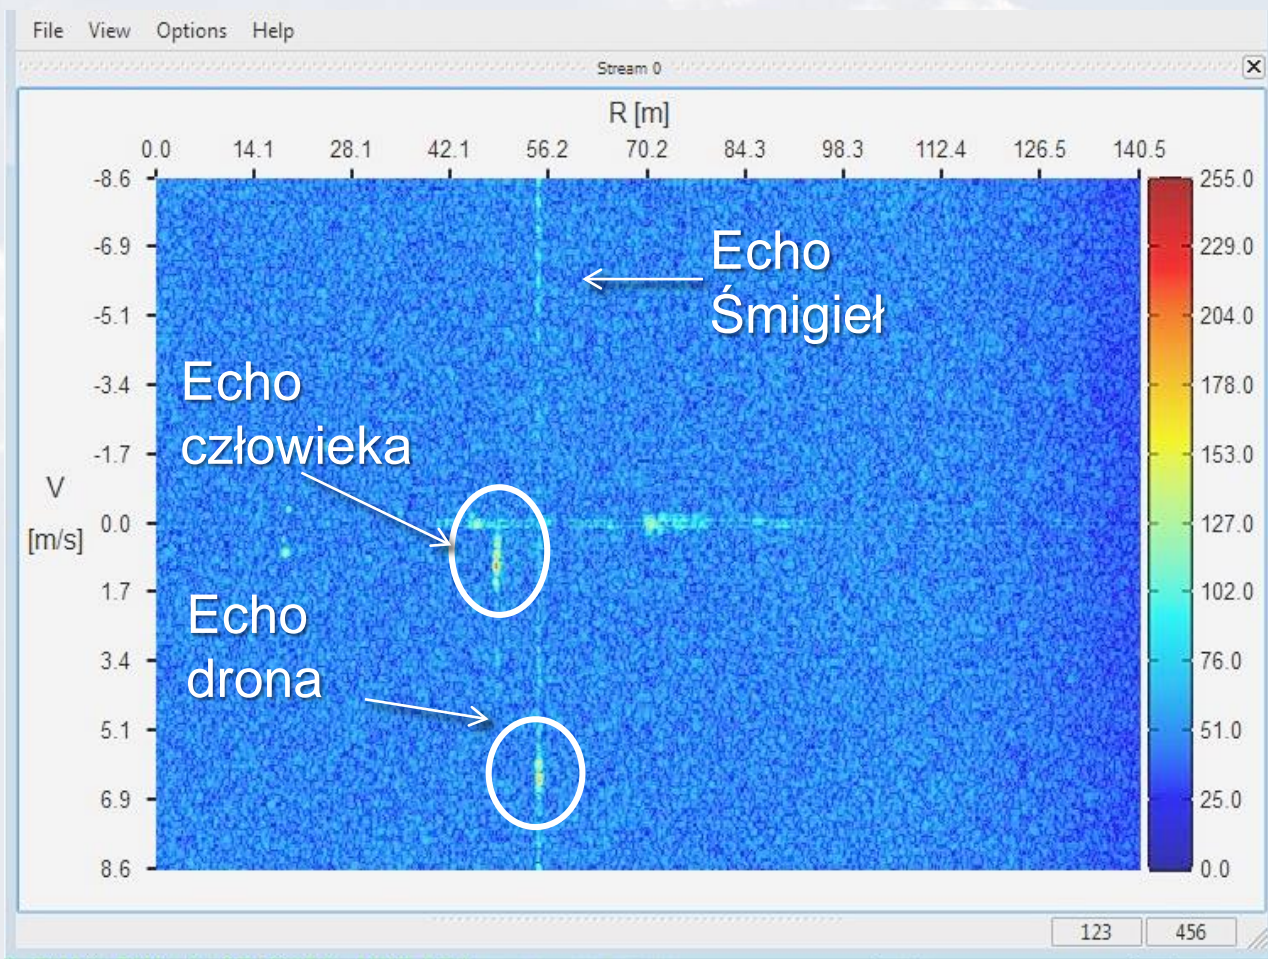 File View Options Help
Stream 0
R [m]
0.0 14.1 28.1 42.1 56.2 70.2 84.3 98.3 112.4 126.5 140.5
-8.6
-6.9
-5.1
-3.4
-1.7
0.0
1.7
3.4
5.1
6.9
8.6
V
[m/s]
Echo
Śmigieł
Echo
człowieka
Echo
drona
255.0
229.0
204.0
178.0
153.0
127.0
102.0
76.0
51.0
25.0
0.0
123 456